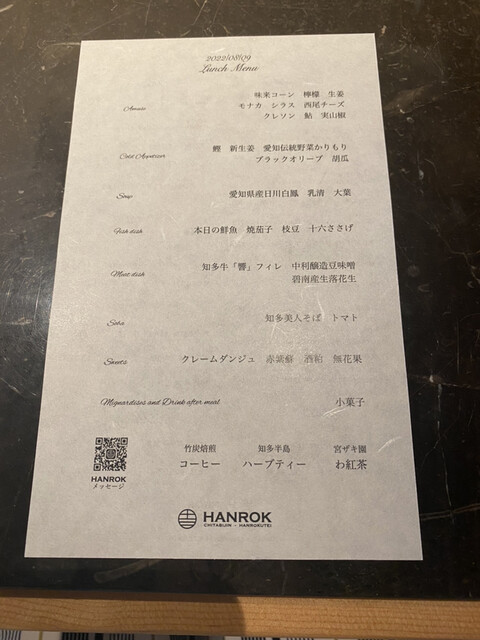 2022/08/09
Lunch Menu
Amuse
味来コーン 檸檬 生姜
モナカ シラス 西尾チーズ
クレソン 鮎 実山椒
Cold Appetizer
鰹 新生姜 愛知伝統野菜かりもり
ブラックオリーブ 胡瓜
Soup
愛知県産日川白鳳 乳清 大葉
Fish dish
本日の鮮魚 焼茄子 枝豆 十六ささげ
Meat dish
知多牛「響」フィレ 中利醸造豆味噌
碧南産生落花生
Soba
知多美人そば トマト
Sweets
クレームダンジュ 赤紫蘇 酒粕 無花果
Mignardises and Drink after meal
小菓子
竹炭焙煎 知多半島 宮ザキ園
コーヒー ハーブティー わ紅茶
HANROK
メッセージ
HANROK
CHITABIJIN - HANROKUTEI